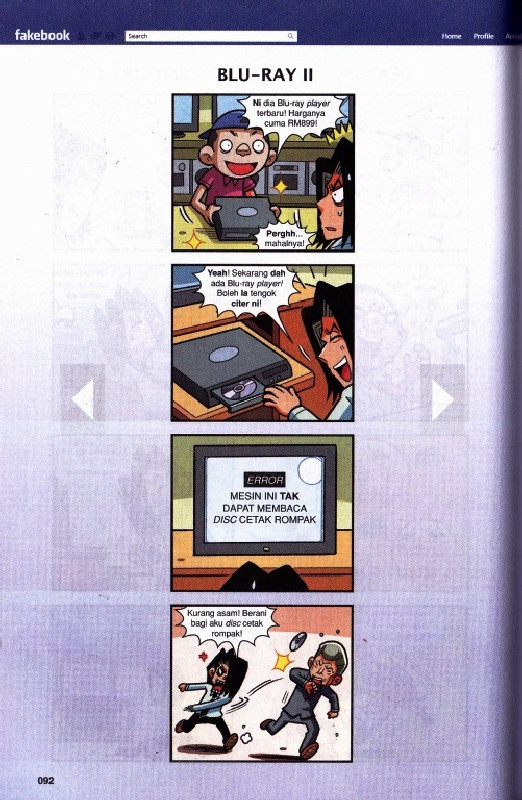 fakebook
Search
Home Profile
BLU-RAY II
Ni dia Blu-ray player
terbaru! Harganya
cuma RM899!
Perghh...
mahalnya!
Yeah! Sekarang dah
ada Blu-ray player!
Boleh la tengok
citer ni!
ERROR
MESIN INI TAK
DAPAT MEMBACA
DISC CETAK ROMPAK
Kurang asam! Berani
bagi aku disc cetak
rompak!
092